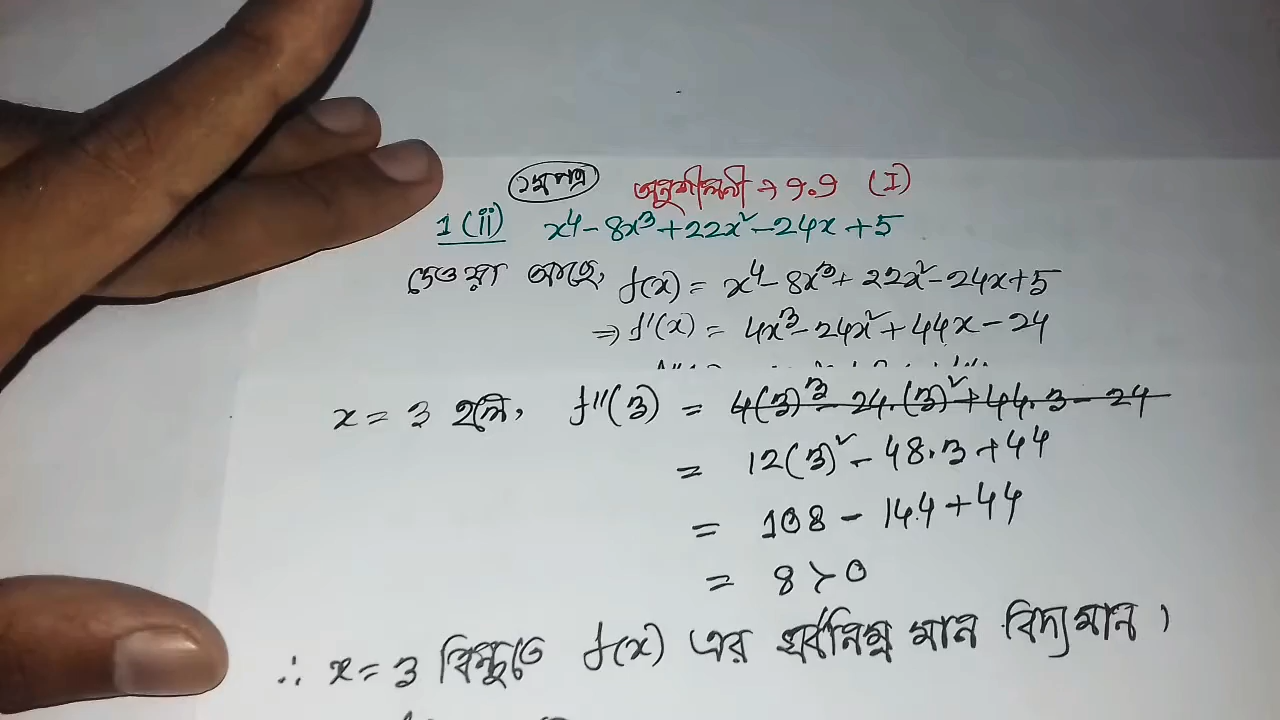 ১মপত্র অনুশীলনী → 9.9 (I)
1 (ii) x⁴ - 8x³ + 22x² - 24x + 5
দেওয়া আছে, f(x) = x⁴ - 8x³ + 22x² - 24x + 5
⇒ f'(x) = 4x³ - 24x² + 44x - 24
x = 3 হলে, f''(3) = 4(3)³ - 24.(3)² + 44.3 - 24
= 12(3)² - 48.3 + 44
= 108 - 144 + 44
= 8 > 0
∴ x = 3 বিন্দুতে f(x) এর সর্বনিম্ন মান বিদ্যমান।